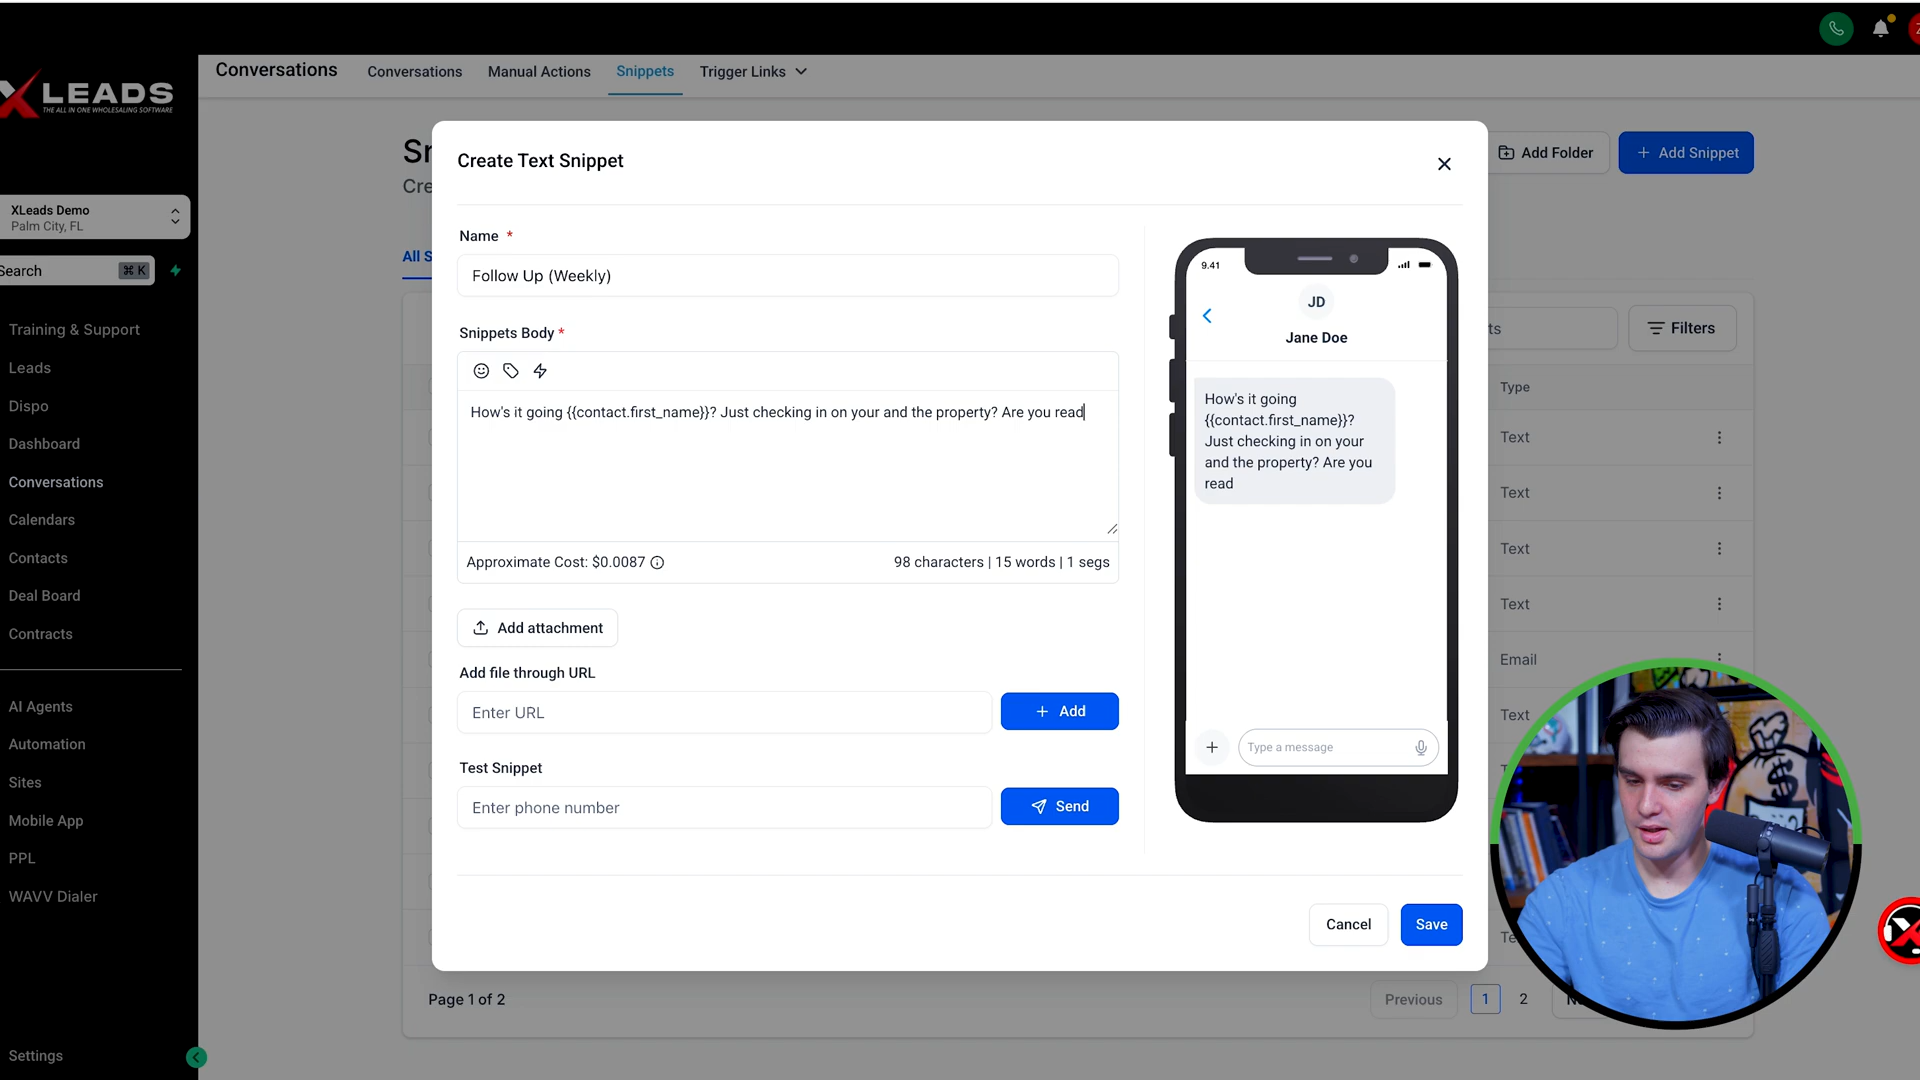 Conversations
Conversations
Manual Actions
Snippets
Trigger Links
XLEADS
THE ALL IN ONE WHOLESALING SOFTWARE
XLeads Demo
Palm City, FL
Search
⌘ K
Training & Support
Leads
Dispo
Dashboard
Conversations
Calendars
Contacts
Deal Board
Contracts
AI Agents
Automation
Sites
Mobile App
PPL
WAVV Dialer
Settings
Add Folder
+ Add Snippet
All S
Filters
Type
Text
Text
Text
Text
Email
Text
Create Text Snippet
Name *
Follow Up (Weekly)
Snippets Body *
How's it going {{contact.first_name}}? Just checking in on your and the property? Are you read
Approximate Cost: $0.0087
98 characters | 15 words | 1 segs
Add attachment
Add file through URL
Enter URL
+ Add
Test Snippet
Enter phone number
Send
9.41
JD
Jane Doe
How's it going
{{contact.first_name}}?
Just checking in on your
and the property? Are you
read
Type a message
Cancel
Save
Page 1 of 2
Previous
1
2